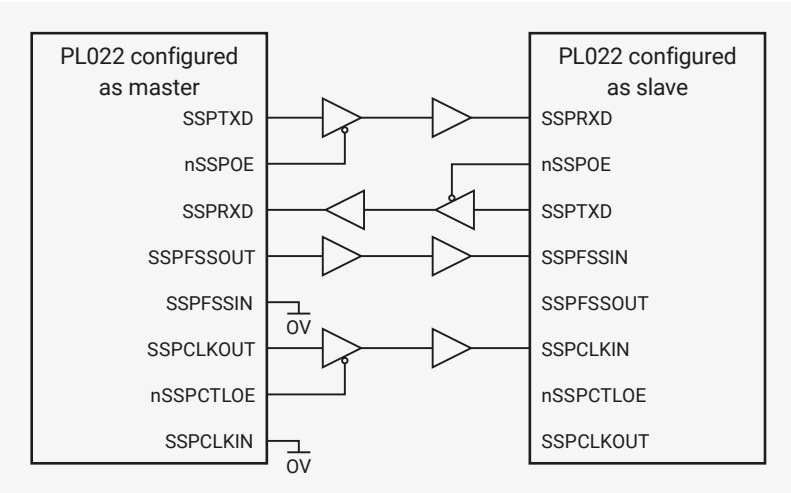 PL022 configured
as master
SSPTXD
nSSPOE
SSPRXD
SSPFSSOUT
SSPFSSIN
0V
SSPCLKOUT
nSSPCTLOE
SSPCLKIN
0V
PL022 configured
as slave
SSPRXD
nSSPOE
SSPTXD
SSPFSSIN
SSPFSSOUT
SSPCLKIN
nSSPCTLOE
SSPCLKOUT